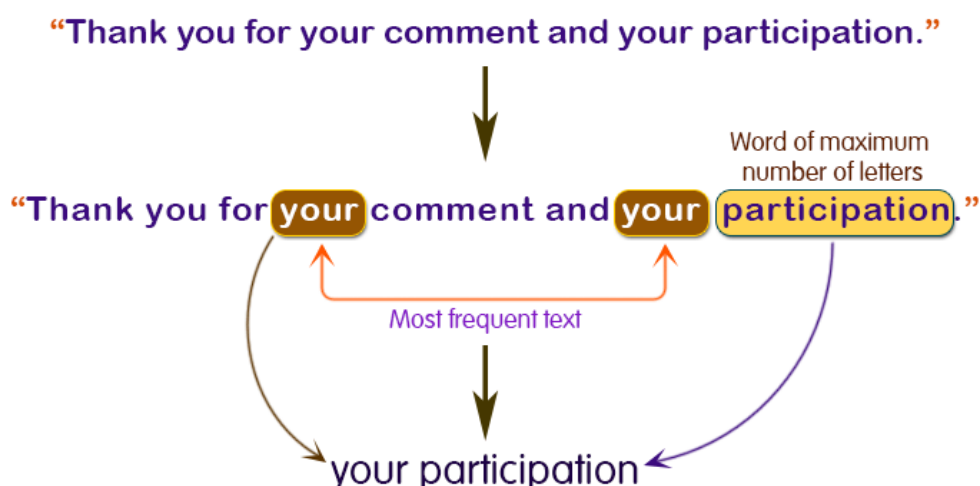 “Thank you for your comment and your participation.”
Word of maximum
number of letters
“Thank you for your comment and your participation.”
Most frequent text
your participation